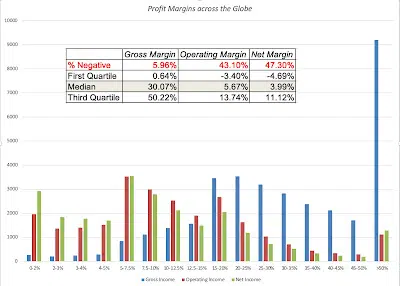 Profit Margins across the Globe
10000
9000
8000
7000
6000
5000
4000
3000
2000
1000
0
Gross Margin Operating Margin Net Margin
% Negative 5.96% 43.10% 47.30%
First Quartile 0.64% -3.40% -4.69%
Median 30.07% 5.67% 3.99%
Third Quartile 50.22% 13.74% 11.12%
0-2% 2-3% 3-4% 4-5% 5-7.5% 7.5-10% 10-12.5% 12.5-15% 15-20% 20-25% 25-30% 30-35% 35-40% 40-45% 45-50% >50%
Gross Income Operating Income Net Income